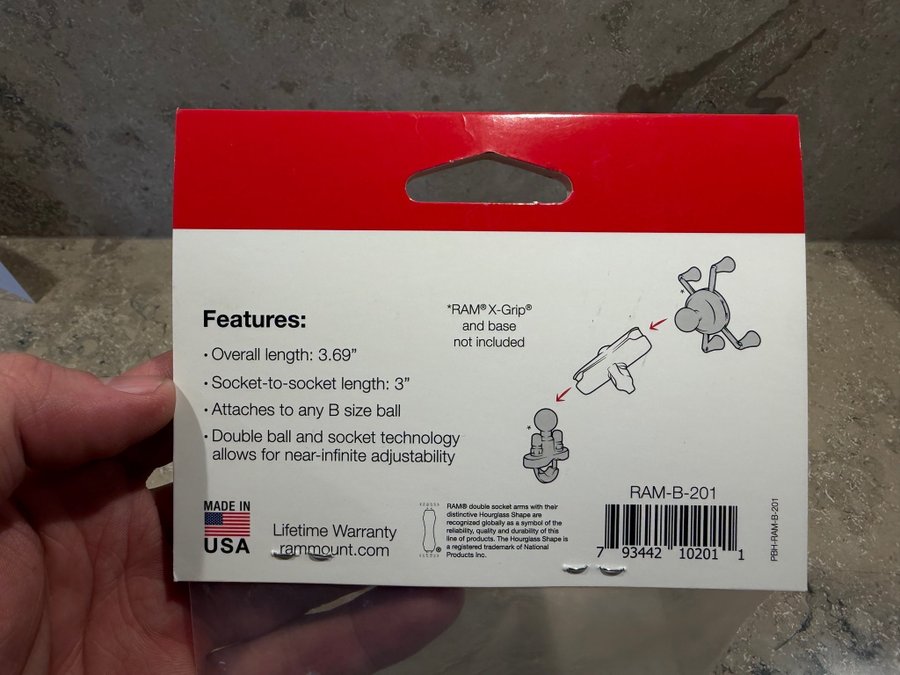 *RAM® X-Grip®
and base
not included
Features:
• Overall length: 3.69”
• Socket-to-socket length: 3”
• Attaches to any B size ball
• Double ball and socket technology
allows for near-infinite adjustability
*
*
MADE IN
USA
Lifetime Warranty
rammount.com
®
RAM® double socket arms with their
distinctive Hourglass Shape are
recognized globally as a symbol of the
reliability, quality and durability of this
line of products. The Hourglass Shape is
a registered trademark of National
Products Inc.
RAM-B-201
7 93442 10201 1
PBH-RAM-B-201